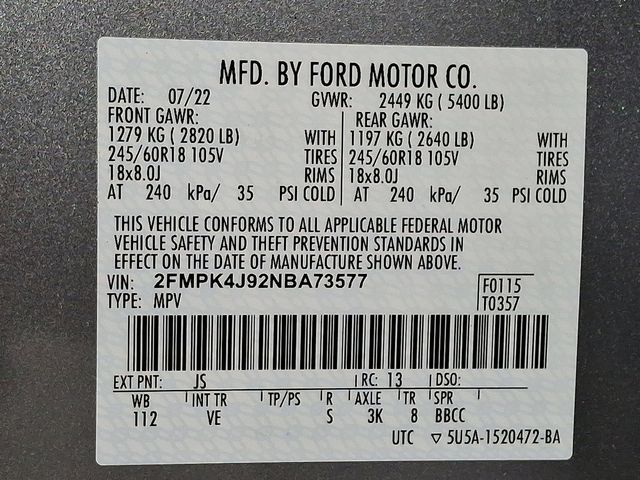 MFD. BY FORD MOTOR CO.
DATE: 07/22 GVWR: 2449 KG ( 5400 LB)
FRONT GAWR: REAR GAWR:
1279 KG ( 2820 LB) WITH 1197 KG ( 2640 LB) WITH
245/60R18 105V TIRES 245/60R18 105V TIRES
18x8.0J RIMS 18x8.0J RIMS
AT 240 kPa/ 35 PSI COLD AT 240 kPa/ 35 PSI COLD
THIS VEHICLE CONFORMS TO ALL APPLICABLE FEDERAL MOTOR
VEHICLE SAFETY AND THEFT PREVENTION STANDARDS IN
EFFECT ON THE DATE OF MANUFACTURE SHOWN ABOVE.
VIN: 2FMPK4J92NBA73577 F0115
TYPE: MPV T0357
EXT PNT: JS RC: 13 DSO:
WB INT TR TP/PS R AXLE TR SPR
112 VE S 3K 8 BBCC
UTC ▽ 5U5A-1520472-BA